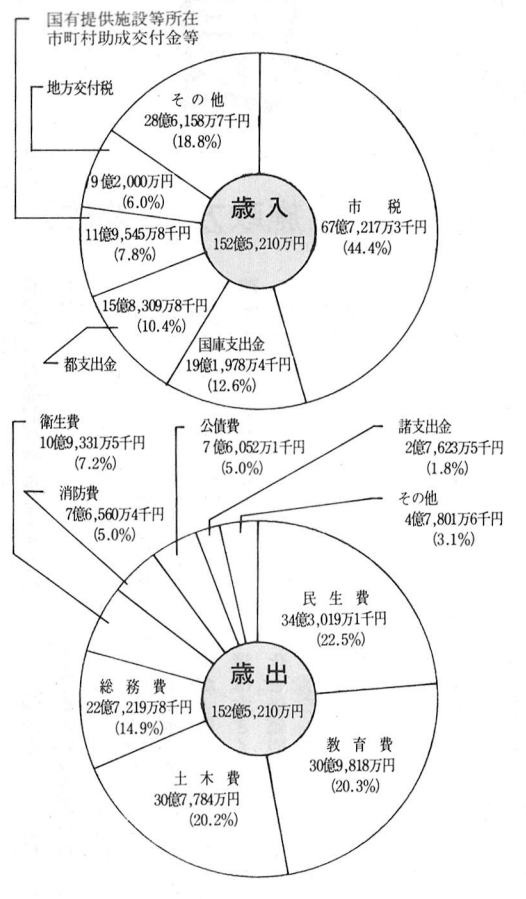 国有提供施設等所在
市町村助成交付金等
地方交付税
その他
28億6,158万7千円
(18.8%)
9億2,000万円
(6.0%)
11億9,545万8千円
(7.8%)
15億8,309万8千円
(10.4%)
都支出金
国庫支出金
19億1,978万4千円
(12.6%)
市税
67億7,217万3千円
(44.4%)
歳入
152億5,210万円
衛生費
10億9,331万5千円
(7.2%)
消防費
7億6,560万4千円
(5.0%)
公債費
7億6,052万1千円
(5.0%)
諸支出金
2億7,623万5千円
(1.8%)
その他
4億7,801万6千円
(3.1%)
民生費
34億3,019万1千円
(22.5%)
歳出
152億5,210万円
総務費
22億7,219万8千円
(14.9%)
教育費
30億9,818万円
(20.3%)
土木費
30億7,784万円
(20.2%)